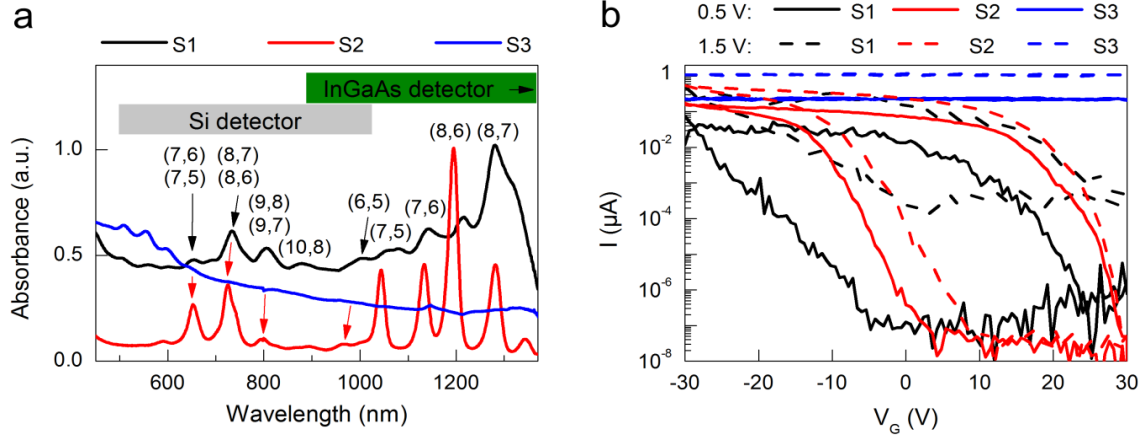 a
S1 S2 S3
InGaAs detector
Si detector
(7,6)
(7,5)
(8,7)
(8,6)
(9,8)
(9,7)
(10,8)
(6,5)
(7,5)
(7,6)
(8,6)
(8,7)
1.0
0.5
0.0
Absorbance (a.u.)
600 800 1000 1200
Wavelength (nm)
b
0.5 V: S1 S2 S3
1.5 V: S1 S2 S3
1
10⁻²
10⁻⁴
10⁻⁶
10⁻⁸
I (µA)
-30 -20 -10 0 10 20 30
V_G (V)